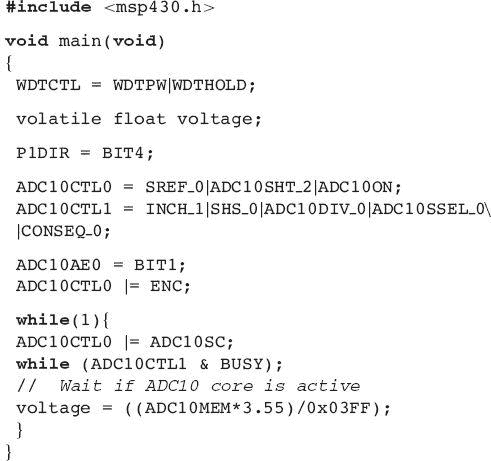 #include <msp430.h>
void main(void)
{
WDTCTL = WDTPW|WDTHOLD;
volatile float voltage;
P1DIR = BIT4;
ADC10CTL0 = SREF_0|ADC10SHT_2|ADC10ON;
ADC10CTL1 = INCH_1|SHS_0|ADC10DIV_0|ADC10SSEL_0\
|CONSEQ_0;
ADC10AE0 = BIT1;
ADC10CTL0 |= ENC;
while(1){
ADC10CTL0 |= ADC10SC;
while (ADC10CTL1 & BUSY);
// Wait if ADC10 core is active
voltage = ((ADC10MEM*3.55)/0x03FF);
}
}